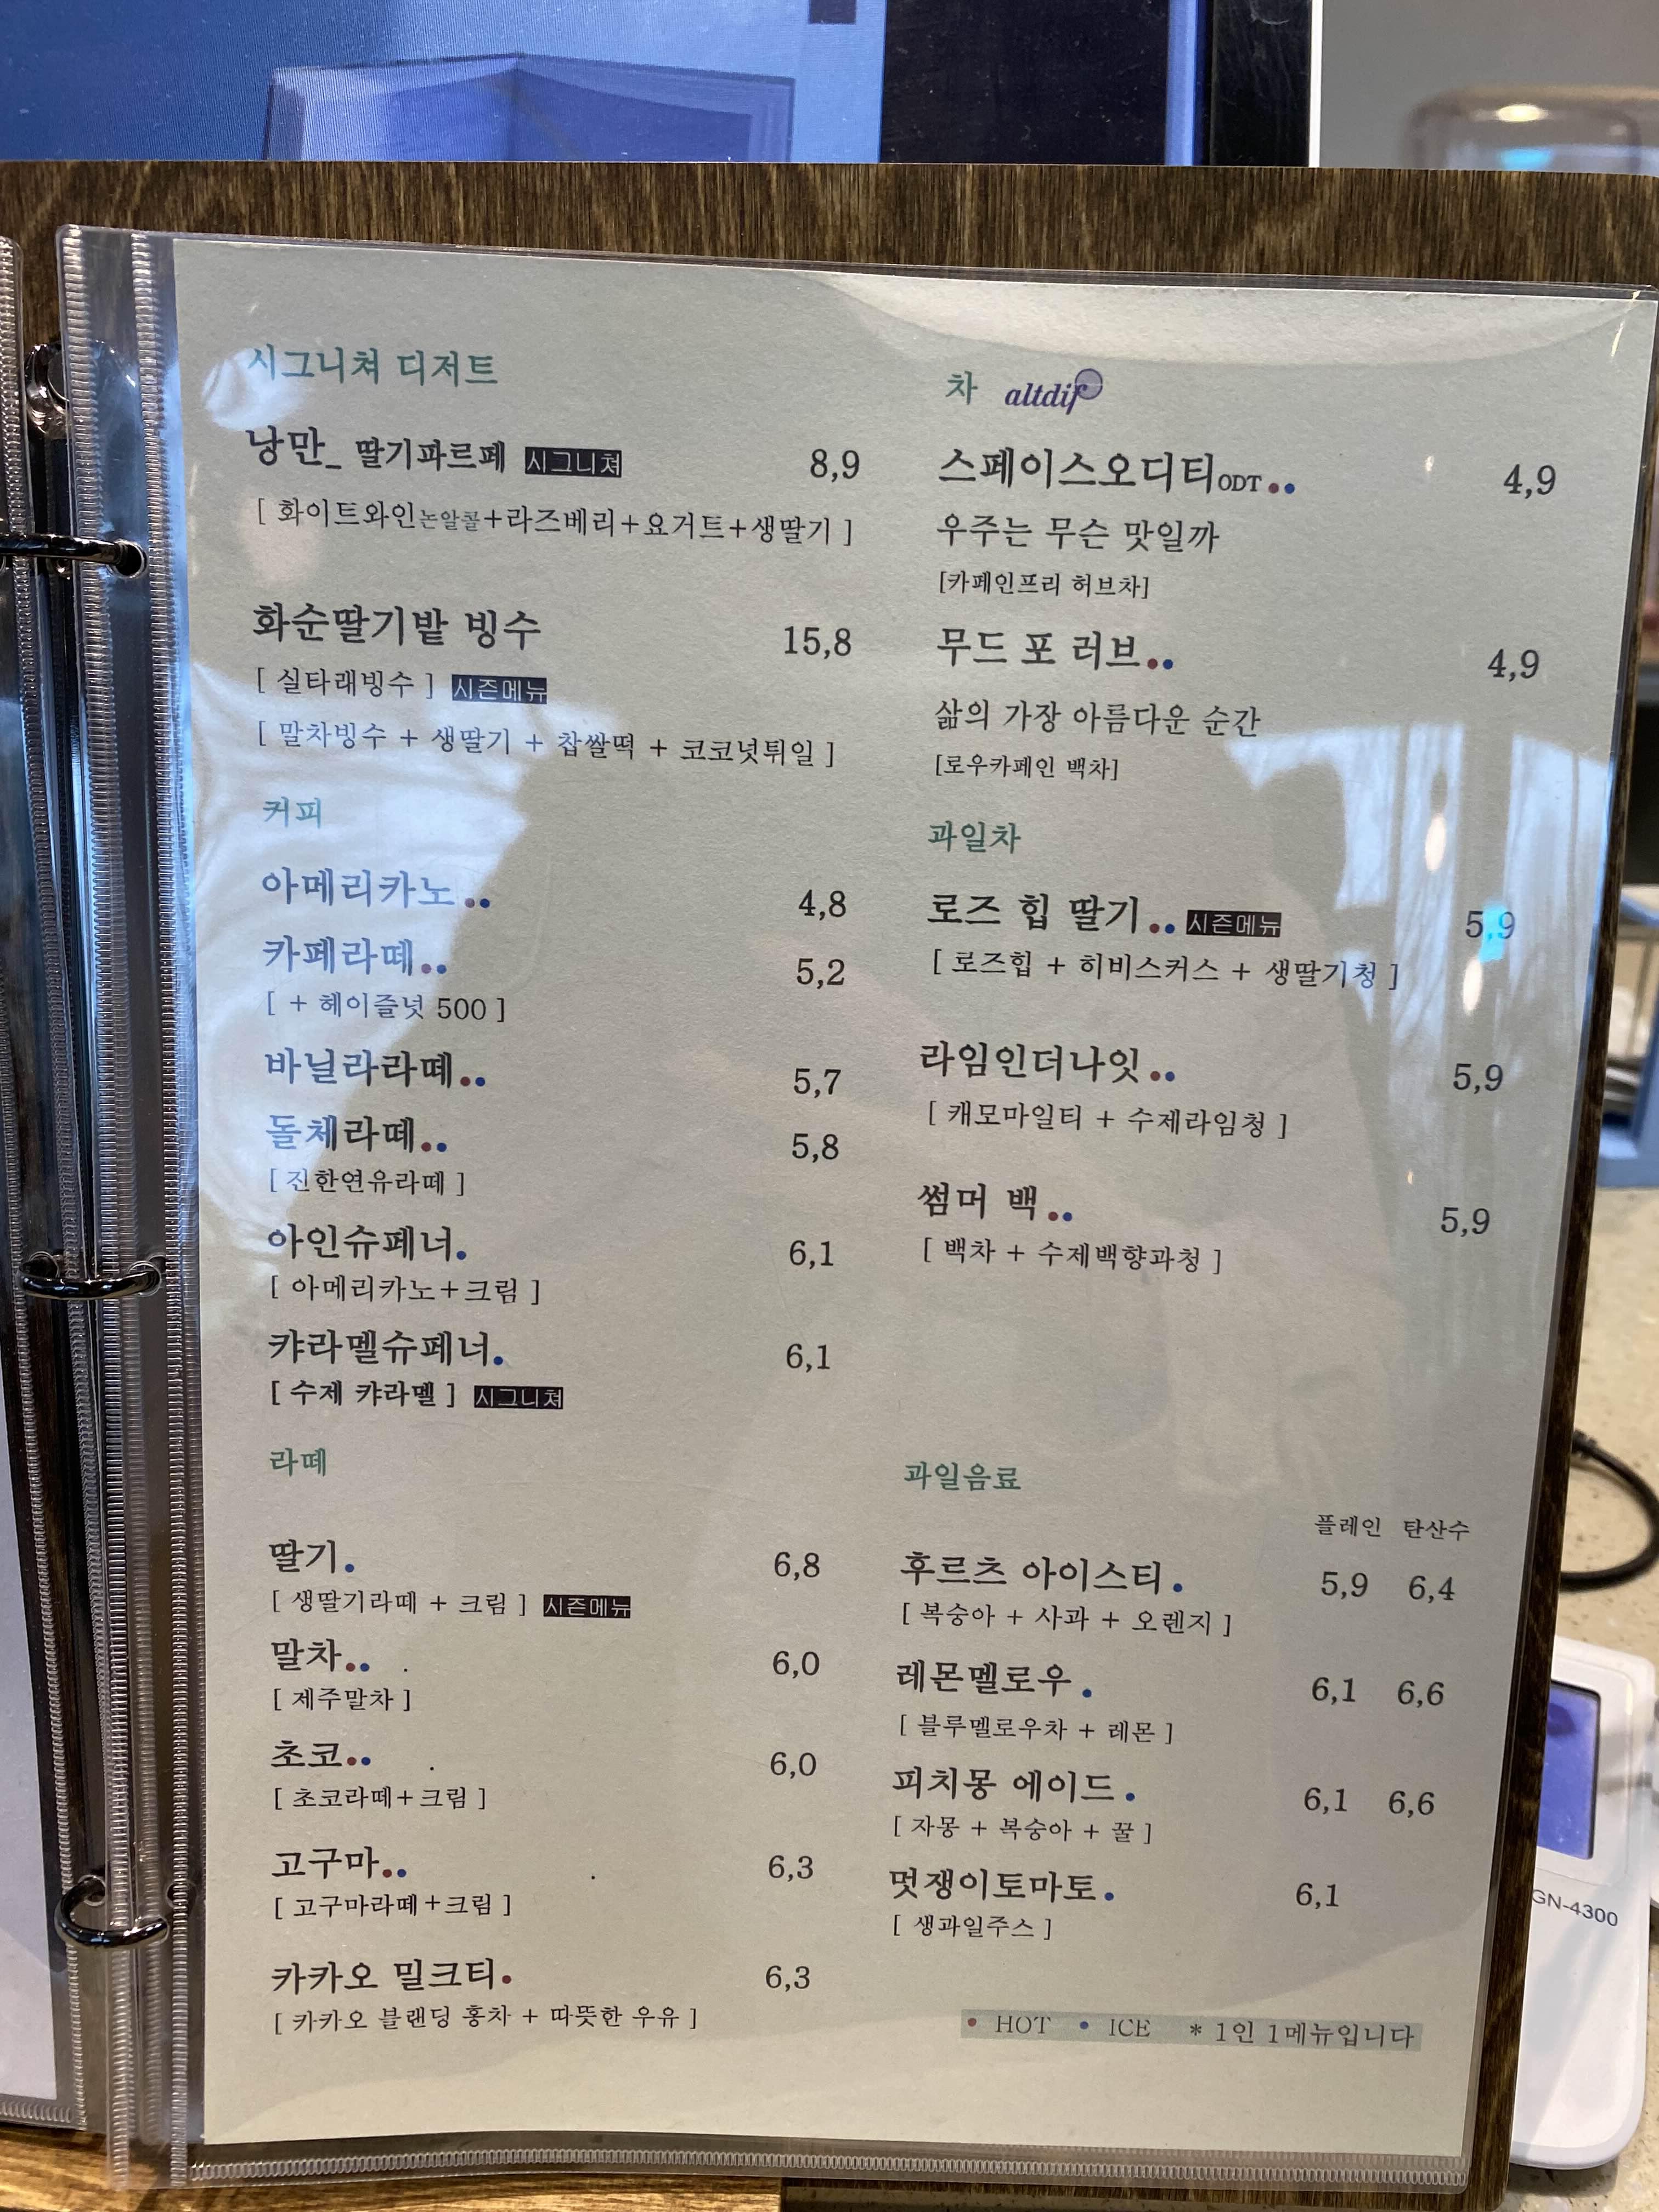 시그니쳐 디저트
낭만_ 딸기파르페 시그니쳐 8,9
[ 화이트와인논알콜+라즈베리+요거트+생딸기 ]
화순딸기밭 빙수 15,8
[ 실타래빙수 ] 시즌메뉴
[ 말차빙수 + 생딸기 + 찹쌀떡 + 코코넛튀일 ]
커피
아메리카노 4,8
카페라떼 5,2
[ + 헤이즐넛 500 ]
바닐라라떼 5,7
돌체라떼 5,8
[ 진한연유라떼 ]
아인슈페너 6,1
[ 아메리카노+크림 ]
캬라멜슈페너 6,1
[ 수제 캬라멜 ] 시그니쳐
라떼
딸기 6,8
[ 생딸기라떼 + 크림 ] 시즌메뉴
말차 6,0
[ 제주말차 ]
초코 6,0
[ 초코라떼+크림 ]
고구마 6,3
[ 고구마라떼+크림 ]
카카오 밀크티 6,3
[ 카카오 블랜딩 홍차 + 따뜻한 우유 ]
차 altdif
스페이스오디티ODT 4,9
우주는 무슨 맛일까
[카페인프리 허브차]
무드 포 러브 4,9
삶의 가장 아름다운 순간
[로우카페인 백차]
과일차
로즈 힙 딸기 시즌메뉴 5,9
[ 로즈힙 + 히비스커스 + 생딸기청 ]
라임인더나잇 5,9
[ 캐모마일티 + 수제라임청 ]
썸머 백 5,9
[ 백차 + 수제백향과청 ]
과일음료
플레인 탄산수
후르츠 아이스티 5,9 6,4
[ 복숭아 + 사과 + 오렌지 ]
레몬멜로우 6,1 6,6
[ 블루멜로우차 + 레몬 ]
피치몽 에이드 6,1 6,6
[ 자몽 + 복숭아 + 꿀 ]
멋쟁이토마토 6,1
[ 생과일주스 ]
• HOT • ICE * 1인 1메뉴입니다
GN-4300